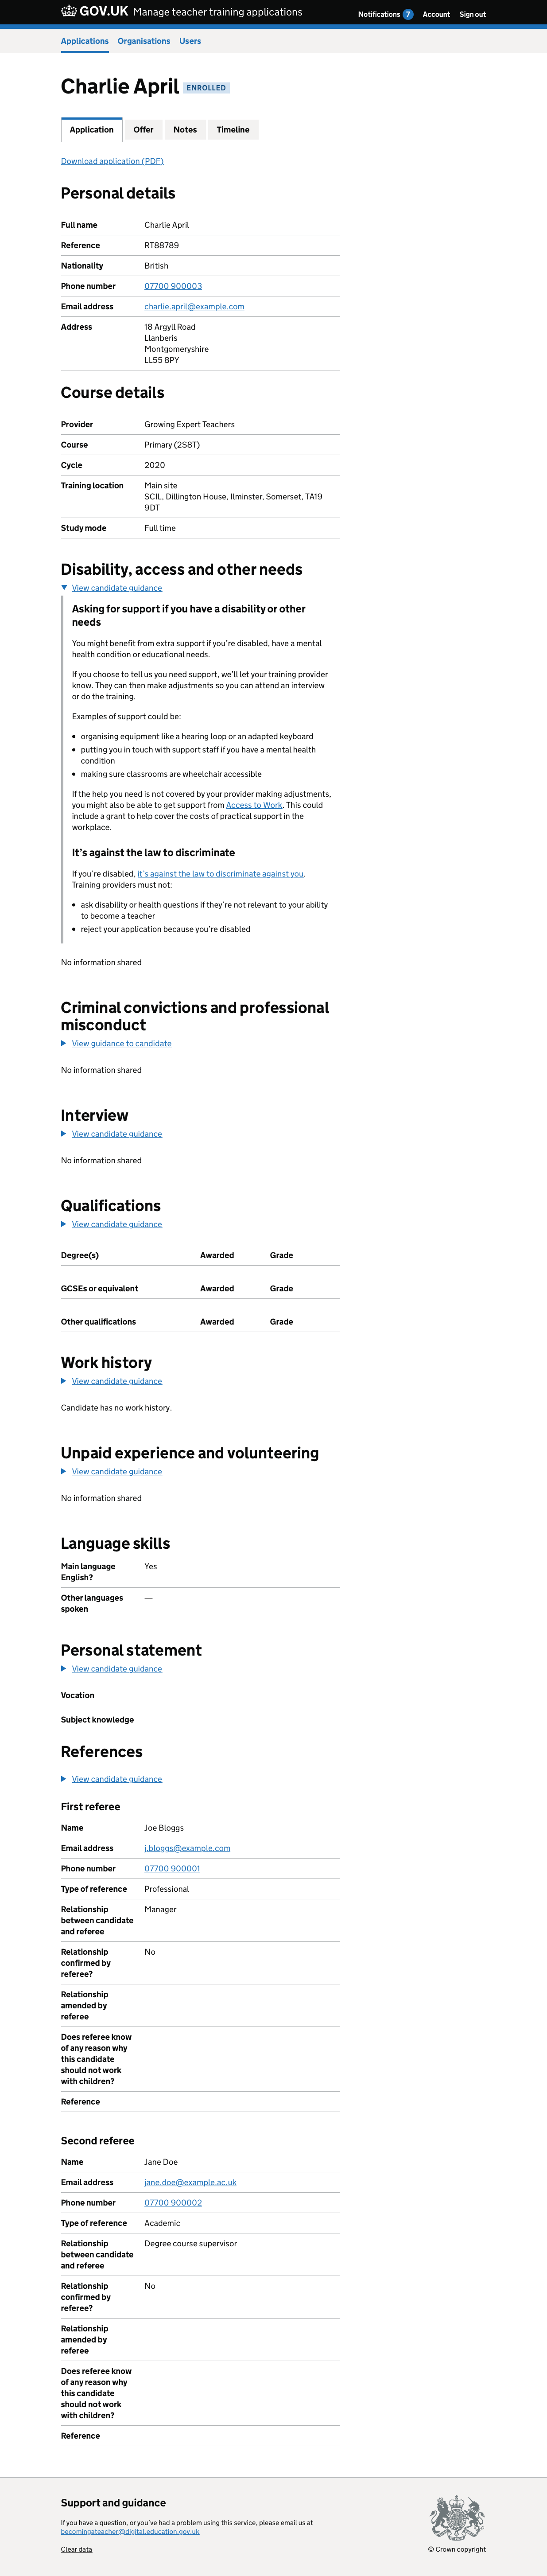 GOV.UK Manage teacher training applications Notifications 7 Account Sign out
Applications Organisations Users
Charlie April ENROLLED
Application Offer Notes Timeline
Download application (PDF)
Personal details
Full name Charlie April
Reference RT88789
Nationality British
Phone number 07700 900003
Email address charlie.april@example.com
Address 18 Argyll Road
Llanberis
Montgomeryshire
LL55 8PY
Course details
Provider Growing Expert Teachers
Course Primary (2S8T)
Cycle 2020
Training location Main site
SCIL, Dillington House, Ilminster, Somerset, TA19
9DT
Study mode Full time
Disability, access and other needs
View candidate guidance
Asking for support if you have a disability or other
needs
You might benefit from extra support if you’re disabled, have a mental
health condition or educational needs.
If you choose to tell us you need support, we’ll let your training provider
know. They can then make adjustments so you can attend an interview
or do the training.
Examples of support could be:
organising equipment like a hearing loop or an adapted keyboard
putting you in touch with support staff if you have a mental health
condition
making sure classrooms are wheelchair accessible
If the help you need is not covered by your provider making adjustments,
you might also be able to get support from Access to Work. This could
include a grant to help cover the costs of practical support in the
workplace.
It’s against the law to discriminate
If you’re disabled, it’s against the law to discriminate against you.
Training providers must not:
ask disability or health questions if they’re not relevant to your ability
to become a teacher
reject your application because you’re disabled
No information shared
Criminal convictions and professional
misconduct
View guidance to candidate
No information shared
Interview
View candidate guidance
No information shared
Qualifications
View candidate guidance
Degree(s) Awarded Grade
GCSEs or equivalent Awarded Grade
Other qualifications Awarded Grade
Work history
View candidate guidance
Candidate has no work history.
Unpaid experience and volunteering
View candidate guidance
No information shared
Language skills
Main language Yes
English?
Other languages —
spoken
Personal statement
View candidate guidance
Vocation
Subject knowledge
References
View candidate guidance
First referee
Name Joe Bloggs
Email address j.bloggs@example.com
Phone number 07700 900001
Type of reference Professional
Relationship Manager
between candidate
and referee
Relationship No
confirmed by
referee?
Relationship
amended by
referee
Does referee know
of any reason why
this candidate
should not work
with children?
Reference
Second referee
Name Jane Doe
Email address jane.doe@example.ac.uk
Phone number 07700 900002
Type of reference Academic
Relationship Degree course supervisor
between candidate
and referee
Relationship No
confirmed by
referee?
Relationship
amended by
referee
Does referee know
of any reason why
this candidate
should not work
with children?
Reference
Support and guidance
If you have a question, or you’ve had a problem using this service, please email us at
becomingateacher@digital.education.gov.uk
Clear data © Crown copyright